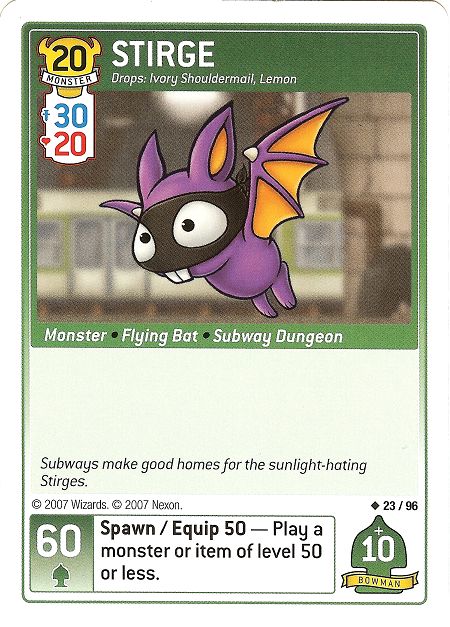 20
MONSTER
STIRGE
Drops: Ivory Shouldermail, Lemon
30
20
Monster • Flying Bat • Subway Dungeon
Subways make good homes for the sunlight-hating
Stirges.
© 2007 Wizards. © 2007 Nexon.
◆ 23 / 96
60
Spawn / Equip 50 — Play a
monster or item of level 50
or less.
+
10
BOWMAN